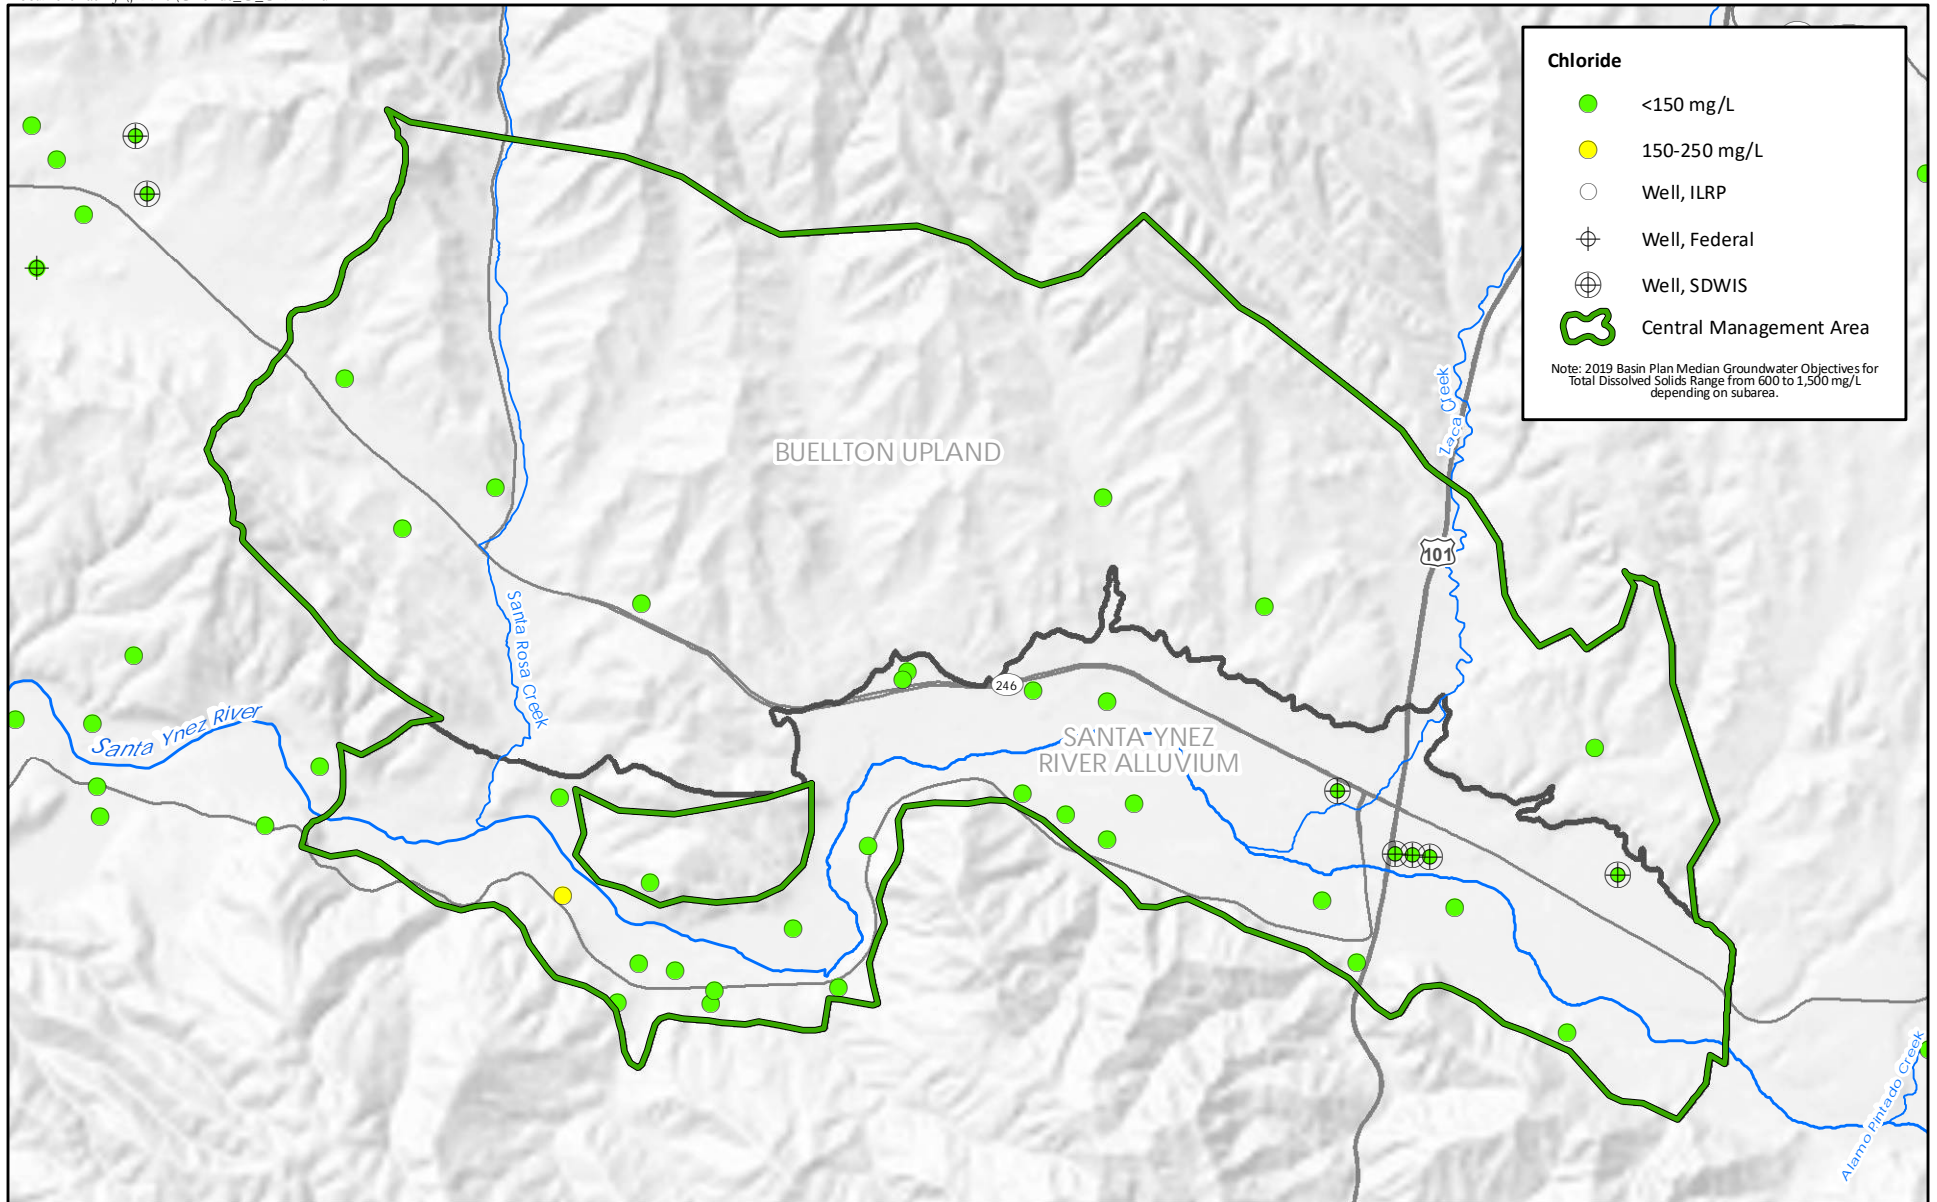 Chloride
<150 mg/L
150-250 mg/L
Well, ILRP
Well, Federal
Well, SDWIS
Central Management Area
Note: 2019 Basin Plan Median Groundwater Objectives for
Total Dissolved Solids Range from 600 to 1,500 mg/L
depending on subarea.
Zaca Creek
BUELLTON UPLAND
101
Santa Rosa Creek
246
Santa Ynez River
SANTA YNEZ
RIVER ALLUVIUM
Alamo Pintado Creek